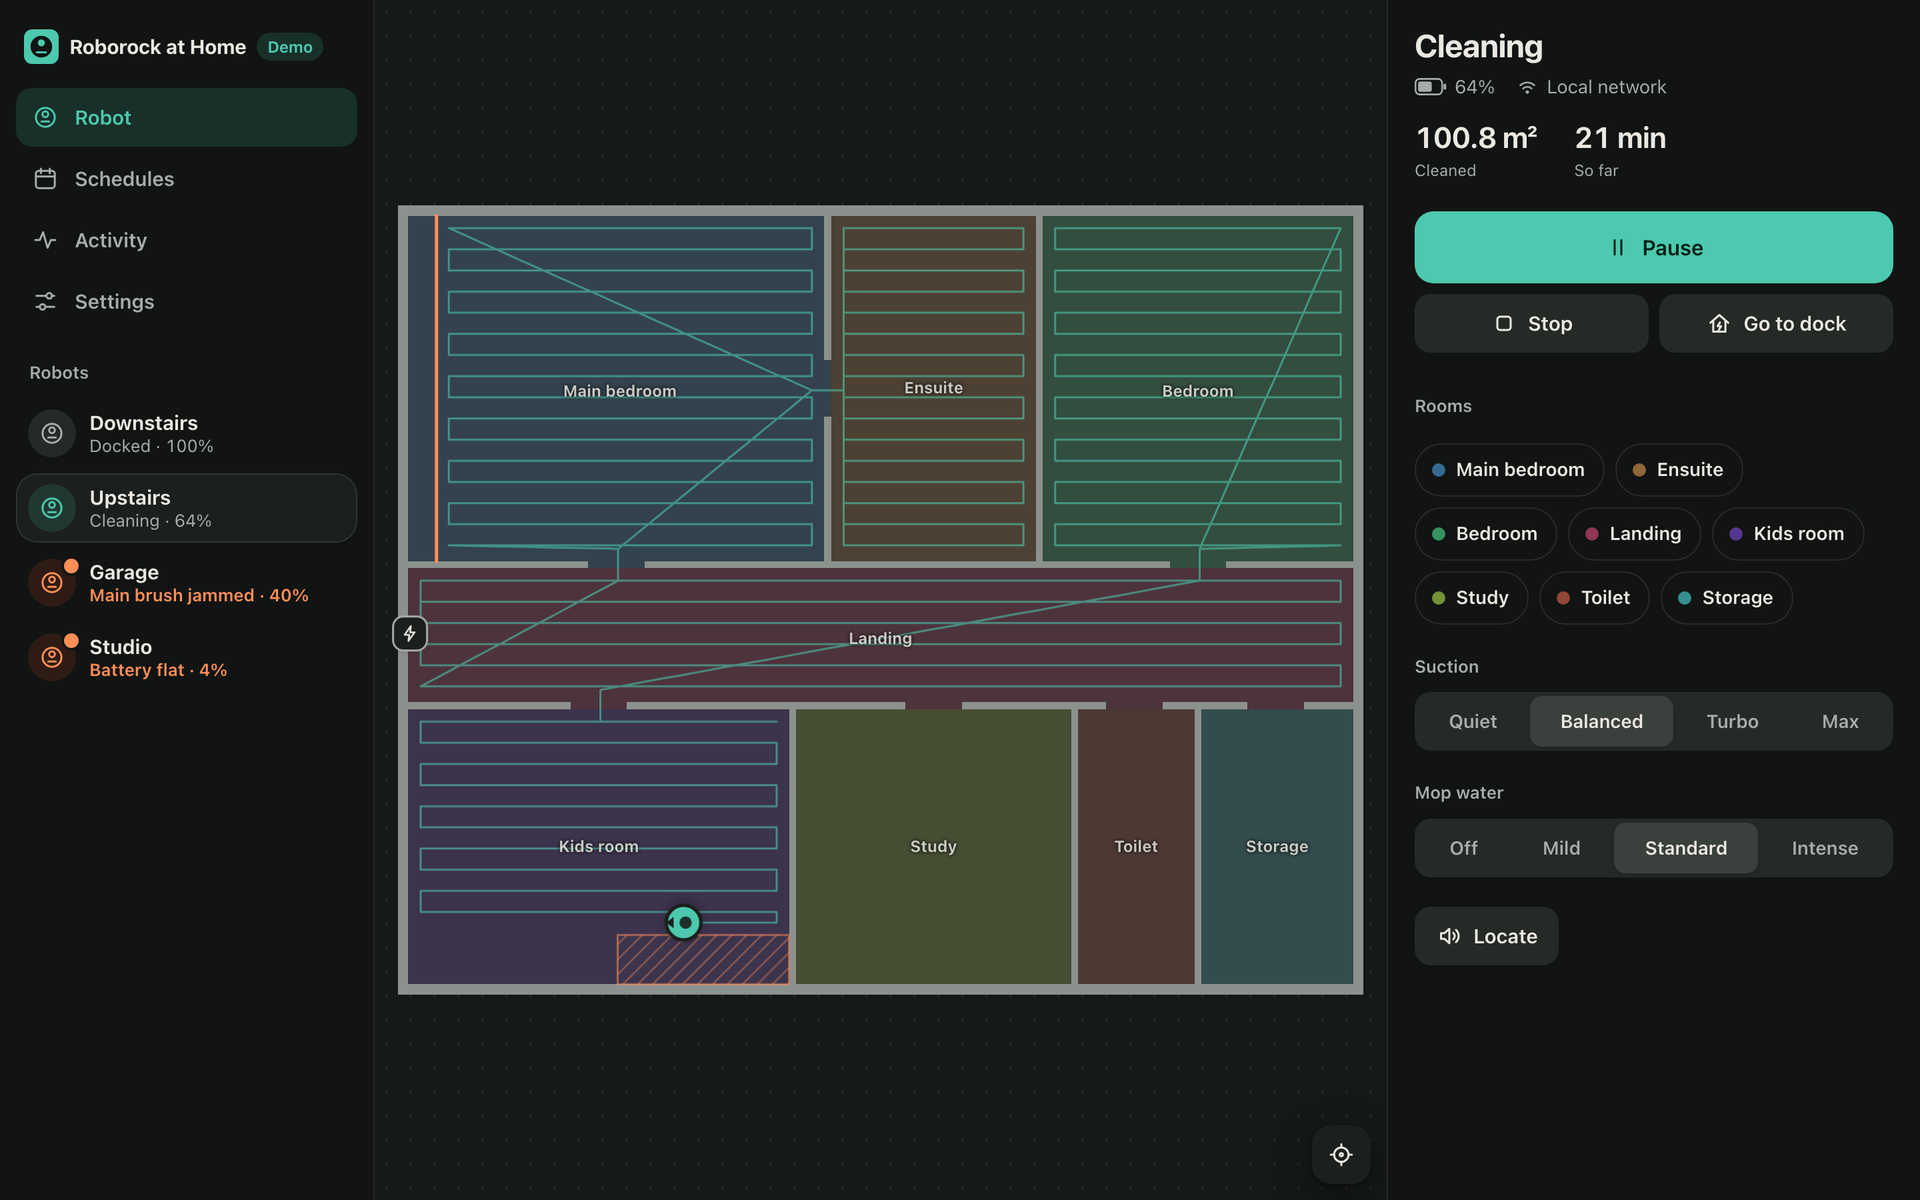 Roborock at Home
Demo
Robot
Schedules
Activity
Settings
Robots
Downstairs
Docked · 100%
Upstairs
Cleaning · 64%
Garage
Main brush jammed · 40%
Studio
Battery flat · 4%
Main bedroom
Ensuite
Bedroom
Landing
Kids room
Study
Toilet
Storage
Cleaning
64%
Local network
100.8 m²
21 min
Cleaned
So far
Pause
Stop
Go to dock
Rooms
Main bedroom
Ensuite
Bedroom
Landing
Kids room
Study
Toilet
Storage
Suction
Quiet
Balanced
Turbo
Max
Mop water
Off
Mild
Standard
Intense
Locate